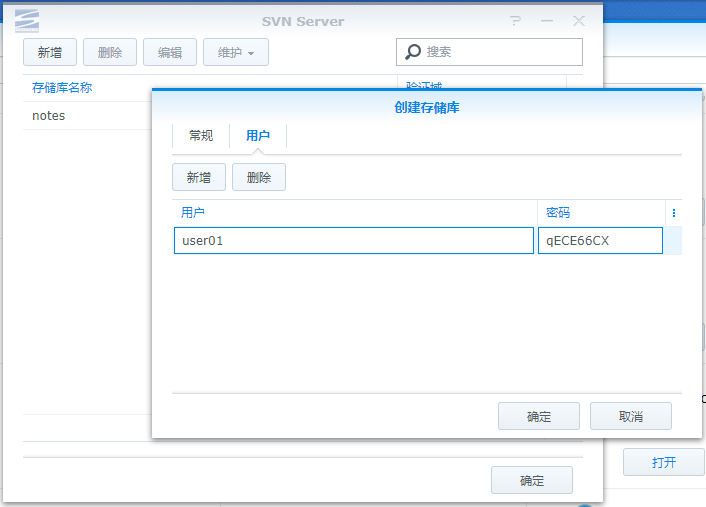 SVN Server
新增 删除 编辑 维护 搜索
存储库名称 验证域
notes
创建存储库
常规 用户
新增 删除
用户 密码
user01 qECE66CX
确定 取消
打开
确定